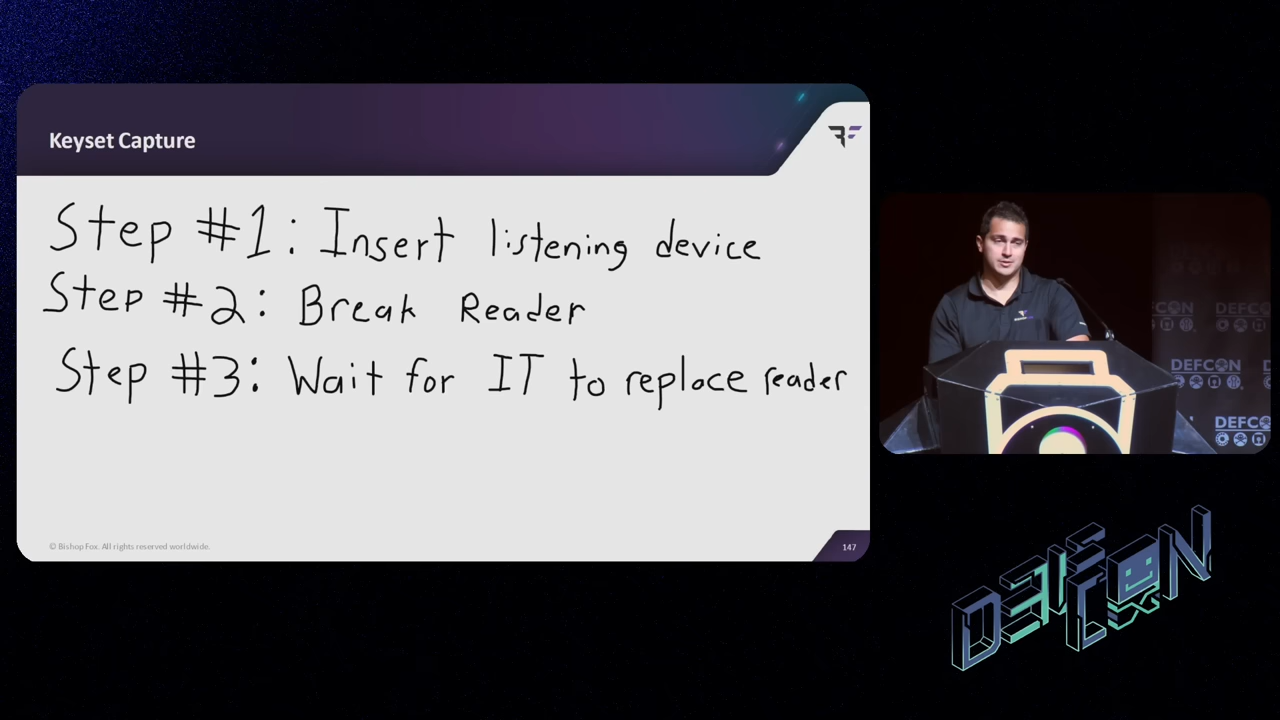 Keyset Capture
Step #1: Insert listening device
Step #2: Break Reader
Step #3: Wait for IT to replace reader
© Bishop Fox. All rights reserved worldwide.
147
DEFCON
DEFCON
DEFCON
DEFC
DEFCON